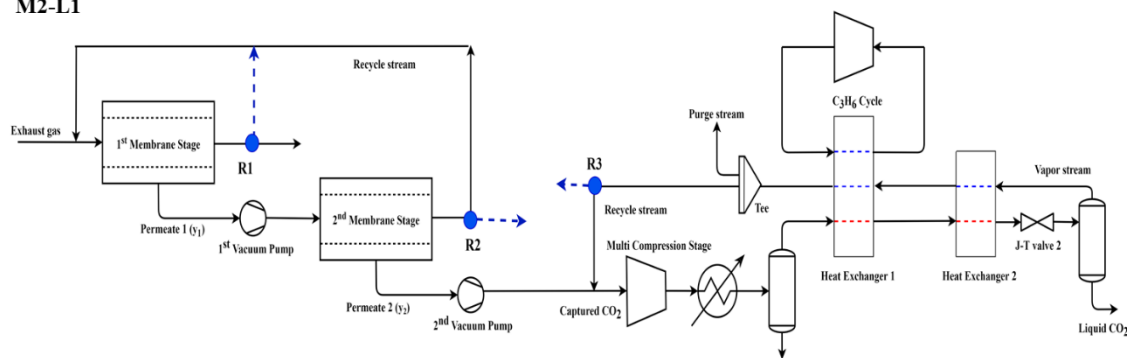 M2-L1
Recycle stream
Exhaust gas
1st Membrane Stage
R1
Permeate 1 (y1)
1st Vacuum Pump
2nd Membrane Stage
R2
Permeate 2 (y2)
2nd Vacuum Pump
Captured CO2
Multi Compression Stage
R3
Recycle stream
Purge stream
Tee
C3H6 Cycle
Heat Exchanger 1
Heat Exchanger 2
Vapor stream
J-T valve 2
Liquid CO2